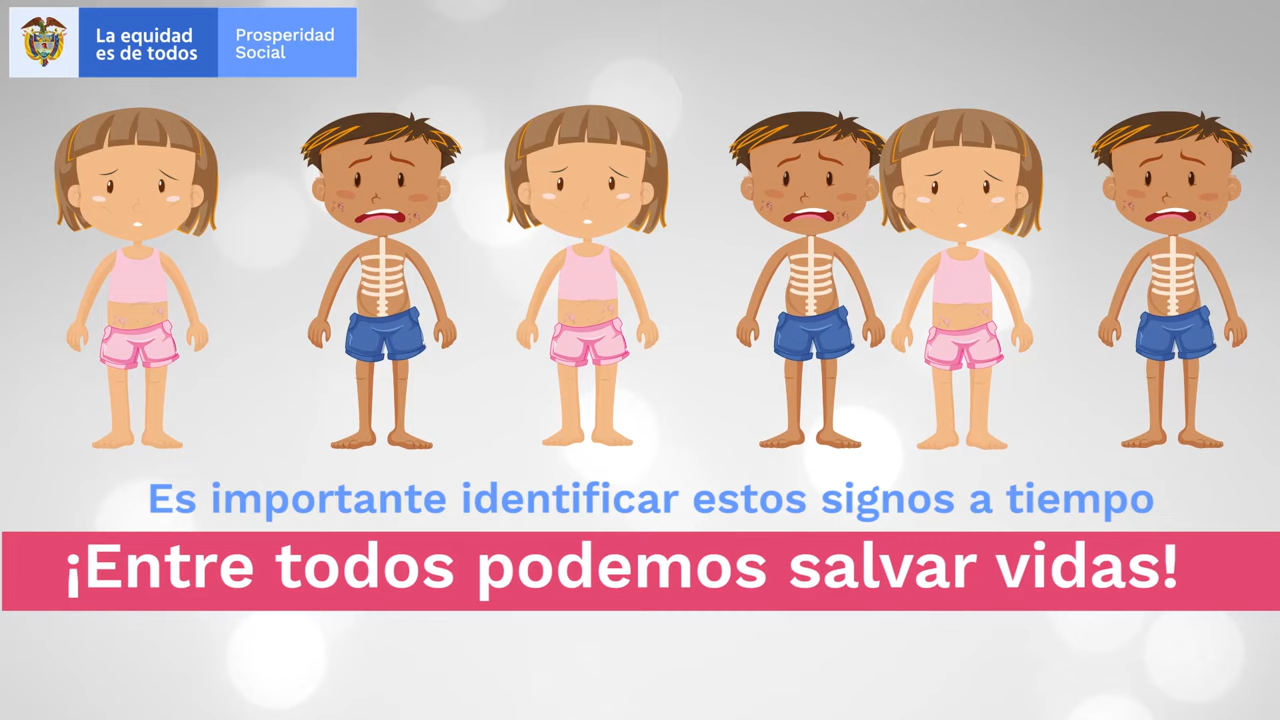 La equidad
es de todos
Prosperidad
Social
Es importante identificar estos signos a tiempo
¡Entre todos podemos salvar vidas!